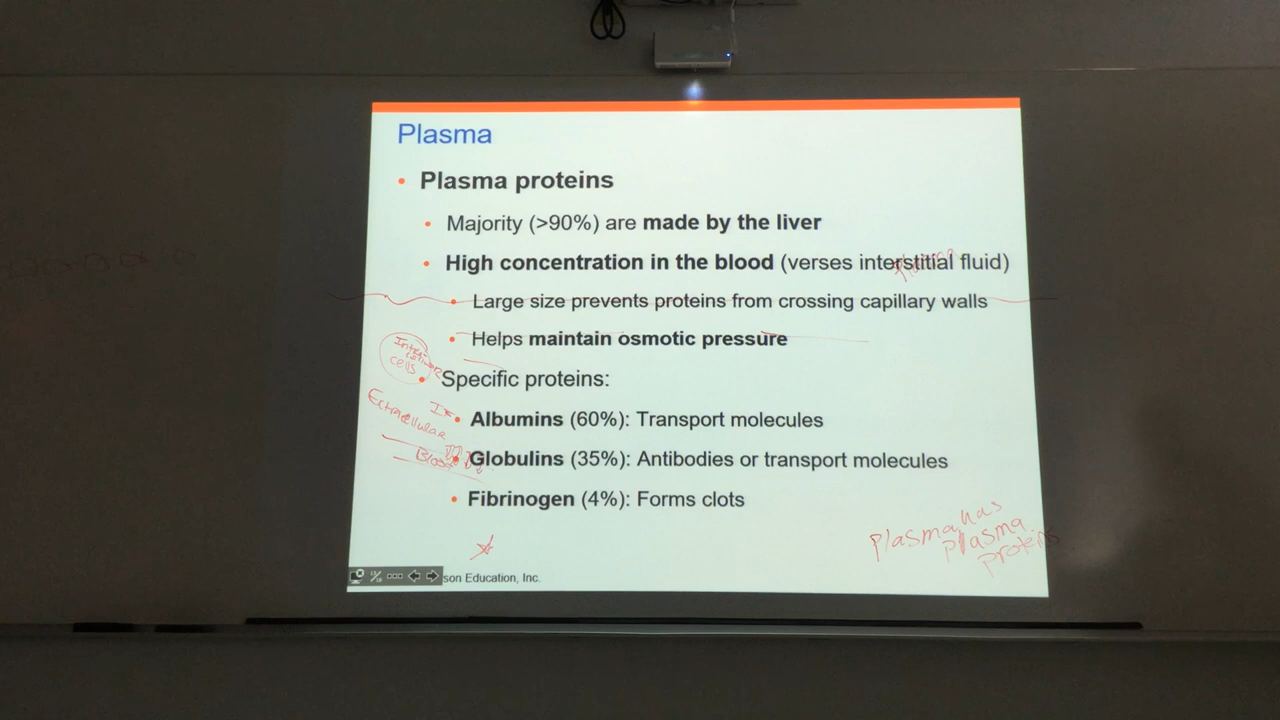 Plasma
• Plasma proteins
• Majority (>90%) are made by the liver
• High concentration in the blood (verses interstitial fluid)
Plasma
• Large size prevents proteins from crossing capillary walls
• Helps maintain osmotic pressure
cells
• Specific proteins:
Extracellular
IF
• Albumins (60%): Transport molecules
Blood
• Globulins (35%): Antibodies or transport molecules
• Fibrinogen (4%): Forms clots
Plasma has
plasma
proteins
son Education, Inc.